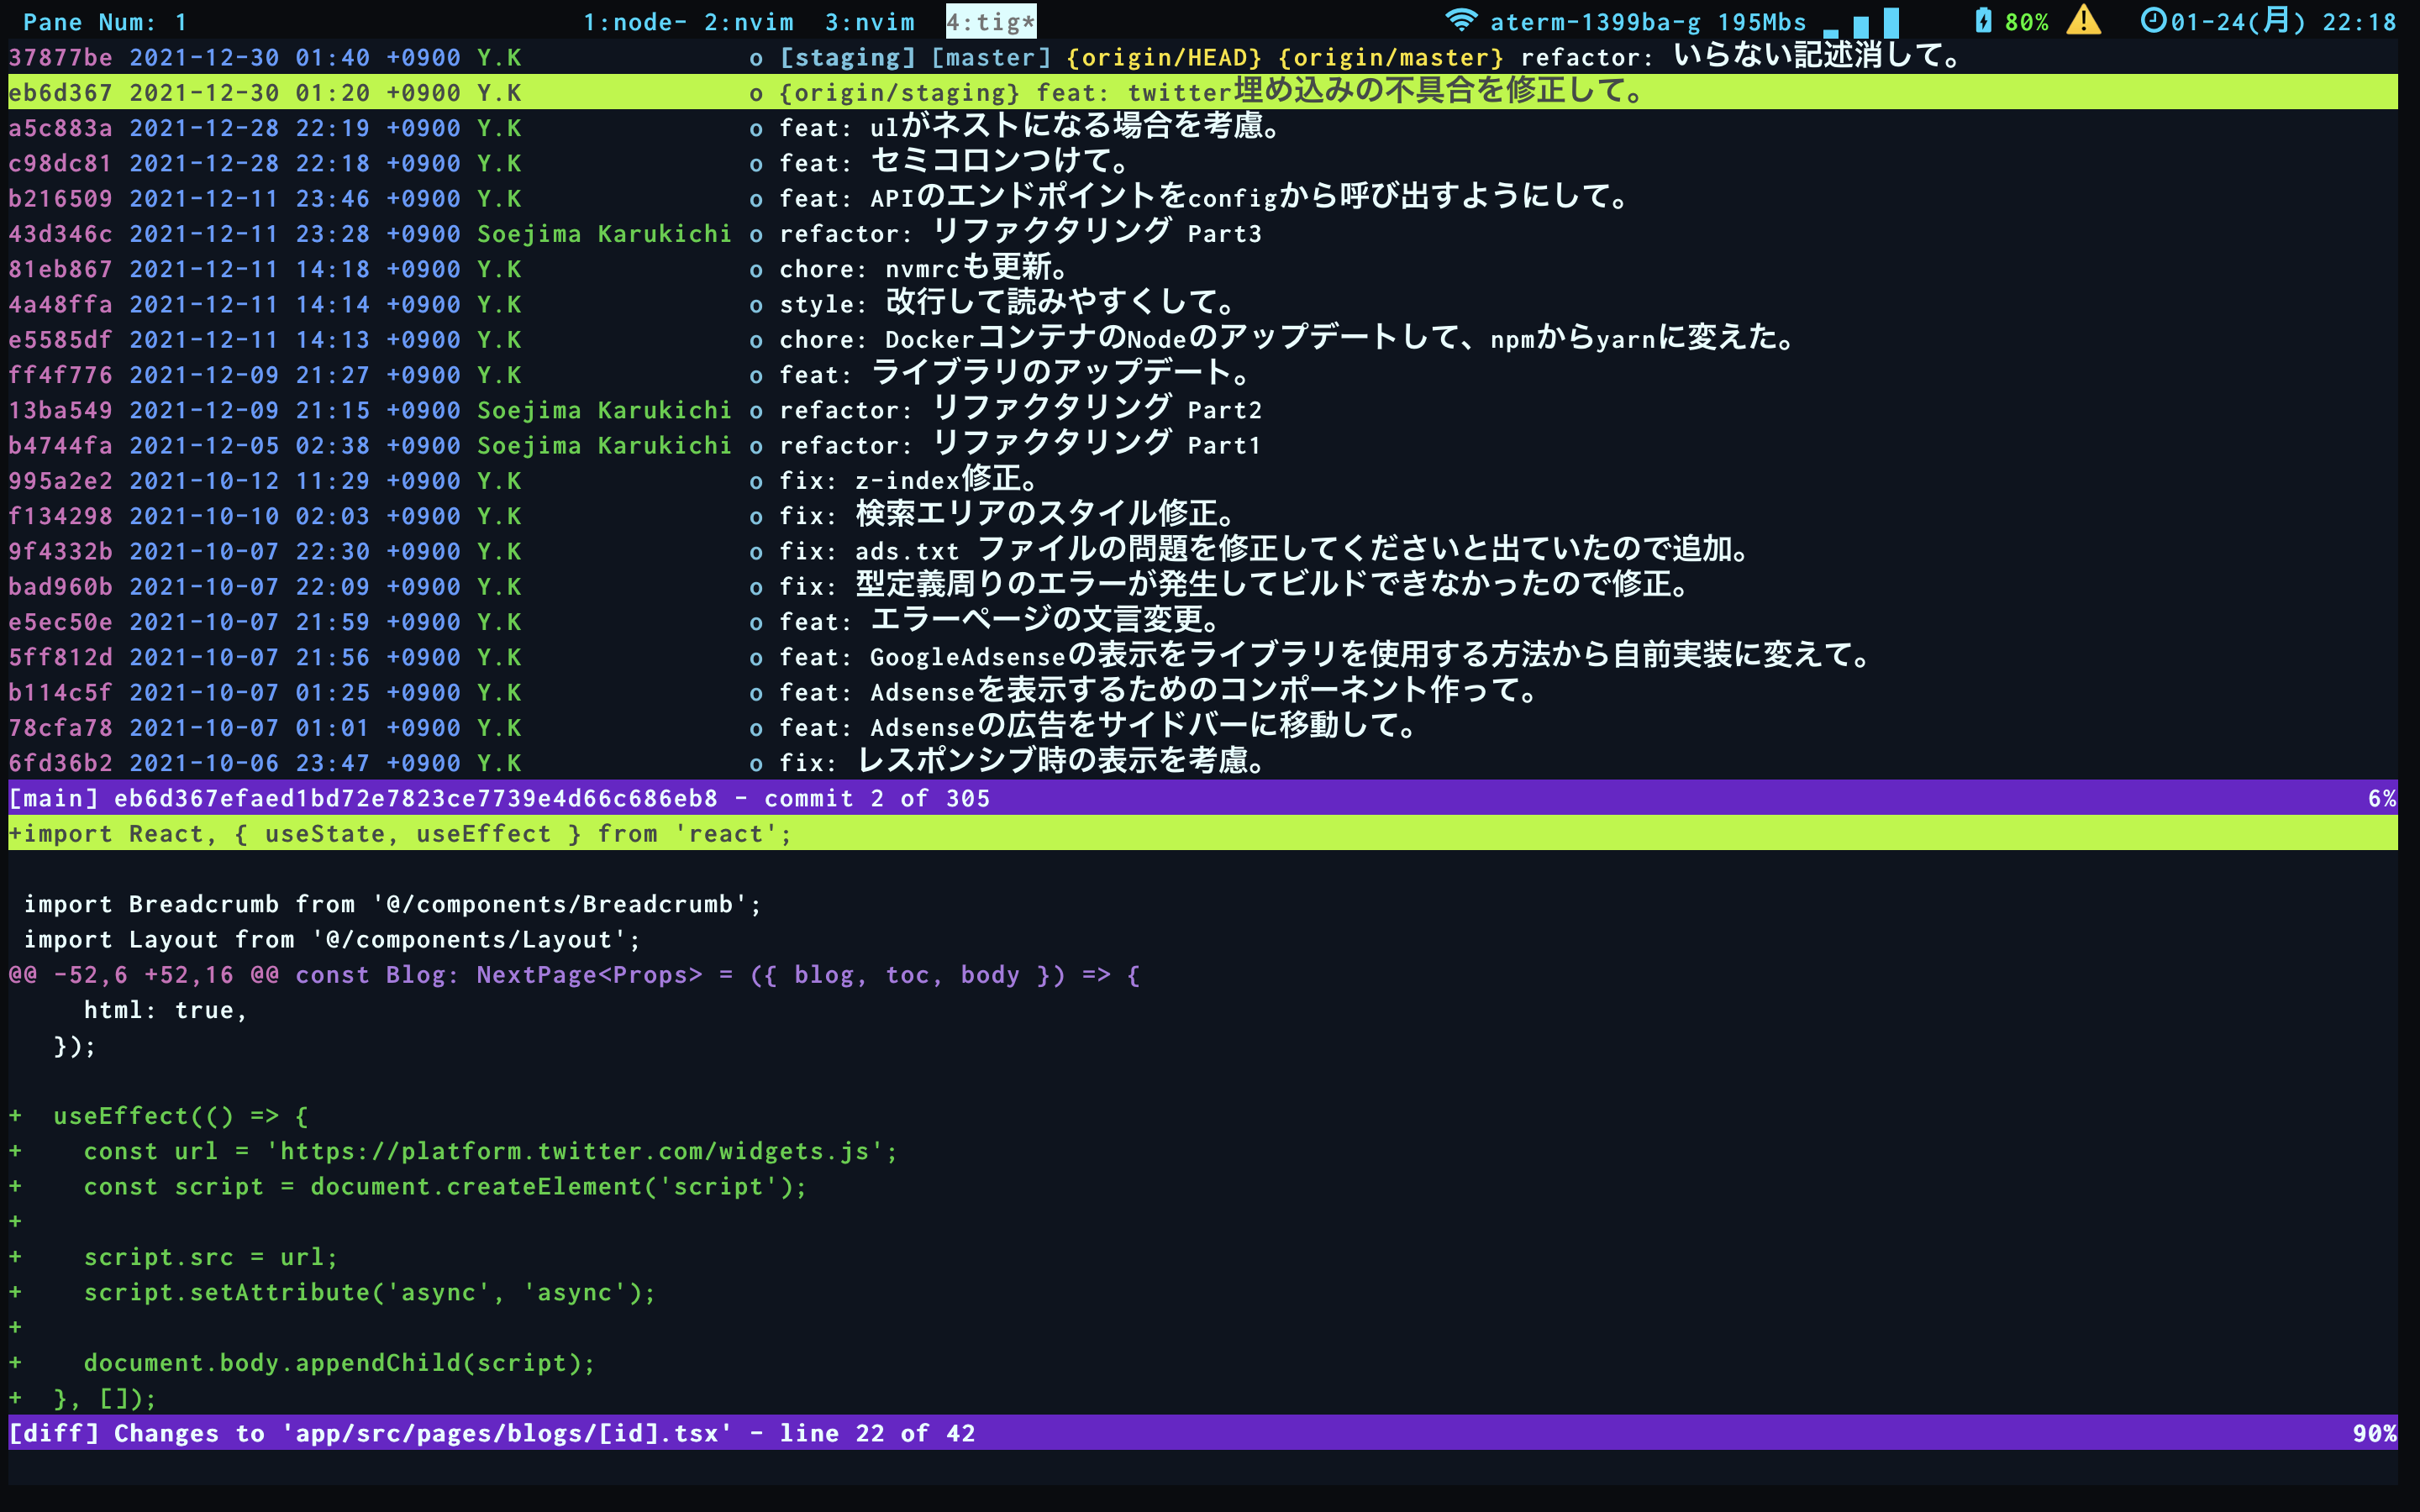 Pane Num: 1 1:node- 2:nvim 3:nvim 4:tig* aterm-1399ba-g 195Mbs 80% 01-24(月) 22:18
37877be 2021-12-30 01:40 +0900 Y.K o [staging] [master] {origin/HEAD} {origin/master} refactor: いらない記述消して。
eb6d367 2021-12-30 01:20 +0900 Y.K o {origin/staging} feat: twitter埋め込みの不具合を修正して。
a5c883a 2021-12-28 22:19 +0900 Y.K o feat: ulがネストになる場合を考慮。
c98dc81 2021-12-28 22:18 +0900 Y.K o feat: セミコロンつけて。
b216509 2021-12-11 23:46 +0900 Y.K o feat: APIのエンドポイントをconfigから呼び出すようにして。
43d346c 2021-12-11 23:28 +0900 Soejima Karukichi o refactor: リファクタリング Part3
81eb867 2021-12-11 14:18 +0900 Y.K o chore: nvmrcも更新。
4a48ffa 2021-12-11 14:14 +0900 Y.K o style: 改行して読みやすくして。
e5585df 2021-12-11 14:13 +0900 Y.K o chore: DockerコンテナのNodeのアップデートして、npmからyarnに変えた。
ff4f776 2021-12-09 21:27 +0900 Y.K o feat: ライブラリのアップデート。
13ba549 2021-12-09 21:15 +0900 Soejima Karukichi o refactor: リファクタリング Part2
b4744fa 2021-12-05 02:38 +0900 Soejima Karukichi o refactor: リファクタリング Part1
995a2e2 2021-10-12 11:29 +0900 Y.K o fix: z-index修正。
f134298 2021-10-10 02:03 +0900 Y.K o fix: 検索エリアのスタイル修正。
9f4332b 2021-10-07 22:30 +0900 Y.K o fix: ads.txt ファイルの問題を修正してくださいと出ていたので追加。
bad960b 2021-10-07 22:09 +0900 Y.K o fix: 型定義周りのエラーが発生してビルドできなかったので修正。
e5ec50e 2021-10-07 21:59 +0900 Y.K o feat: エラーページの文言変更。
5ff812d 2021-10-07 21:56 +0900 Y.K o feat: GoogleAdsenseの表示をライブラリを使用する方法から自前実装に変えて。
b114c5f 2021-10-07 01:25 +0900 Y.K o feat: Adsenseを表示するためのコンポーネント作って。
78cfa78 2021-10-07 01:01 +0900 Y.K o feat: Adsenseの広告をサイドバーに移動して。
6fd36b2 2021-10-06 23:47 +0900 Y.K o fix: レスポンシブ時の表示を考慮。
[main] eb6d367efaed1bd72e7823ce7739e4d66c686eb8 - commit 2 of 305 6%
+import React, { useState, useEffect } from 'react';
import Breadcrumb from '@/components/Breadcrumb';
import Layout from '@/components/Layout';
@@ -52,6 +52,16 @@ const Blog: NextPage<Props> = ({ blog, toc, body }) => {
html: true,
});
+ useEffect(() => {
+ const url = 'https://platform.twitter.com/widgets.js';
+ const script = document.createElement('script');
+
+ script.src = url;
+ script.setAttribute('async', 'async');
+
+ document.body.appendChild(script);
+ }, []);
[diff] Changes to 'app/src/pages/blogs/[id].tsx' - line 22 of 42 90%